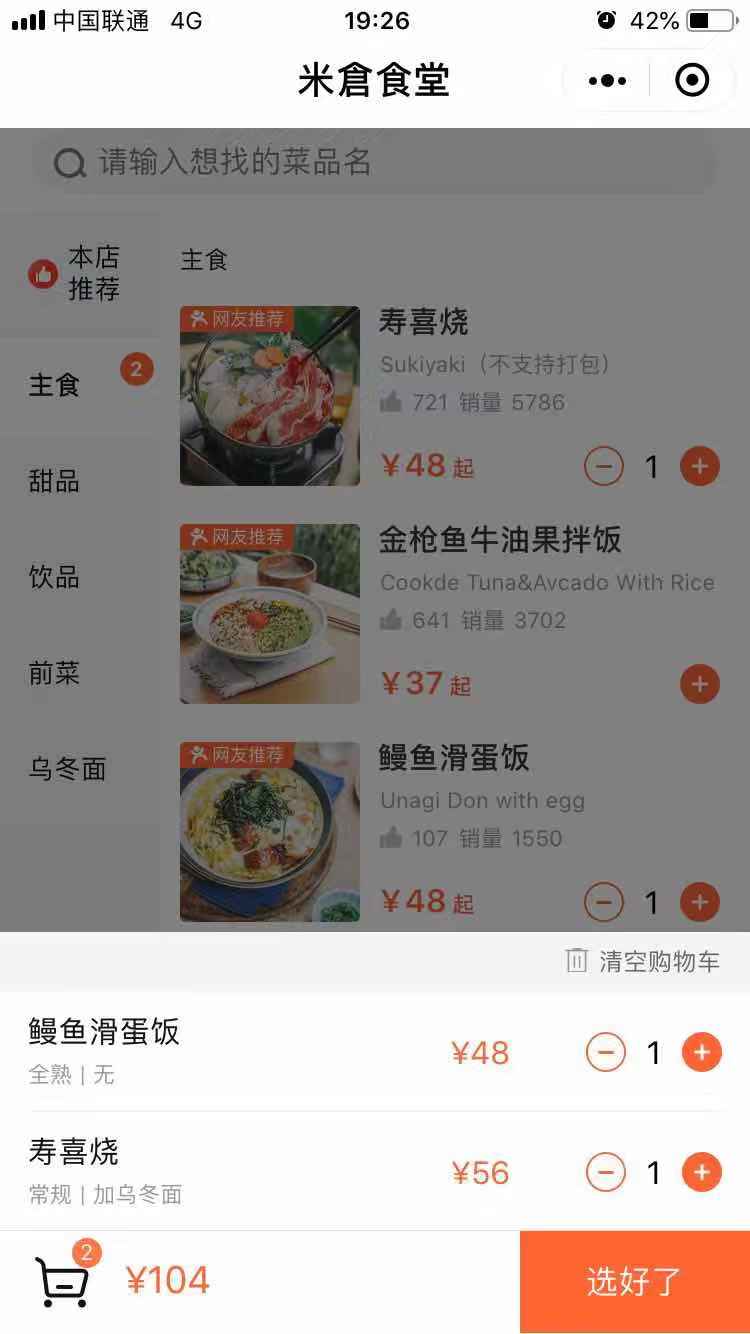 中国联通 4G 19:26 42%
米倉食堂
请输入想找的菜品名
本店
推荐
主食 2
甜品
饮品
前菜
乌冬面
主食
网友推荐
寿喜烧
Sukiyaki（不支持打包）
721 销量 5786
¥48 起 1
网友推荐
金枪鱼牛油果拌饭
Cookde Tuna&Avcado With Rice
641 销量 3702
¥37 起
网友推荐
鳗鱼滑蛋饭
Unagi Don with egg
107 销量 1550
¥48 起 1
清空购物车
鳗鱼滑蛋饭
全熟 | 无
¥48 1
寿喜烧
常规 | 加乌冬面
¥56 1
2 ¥104 选好了